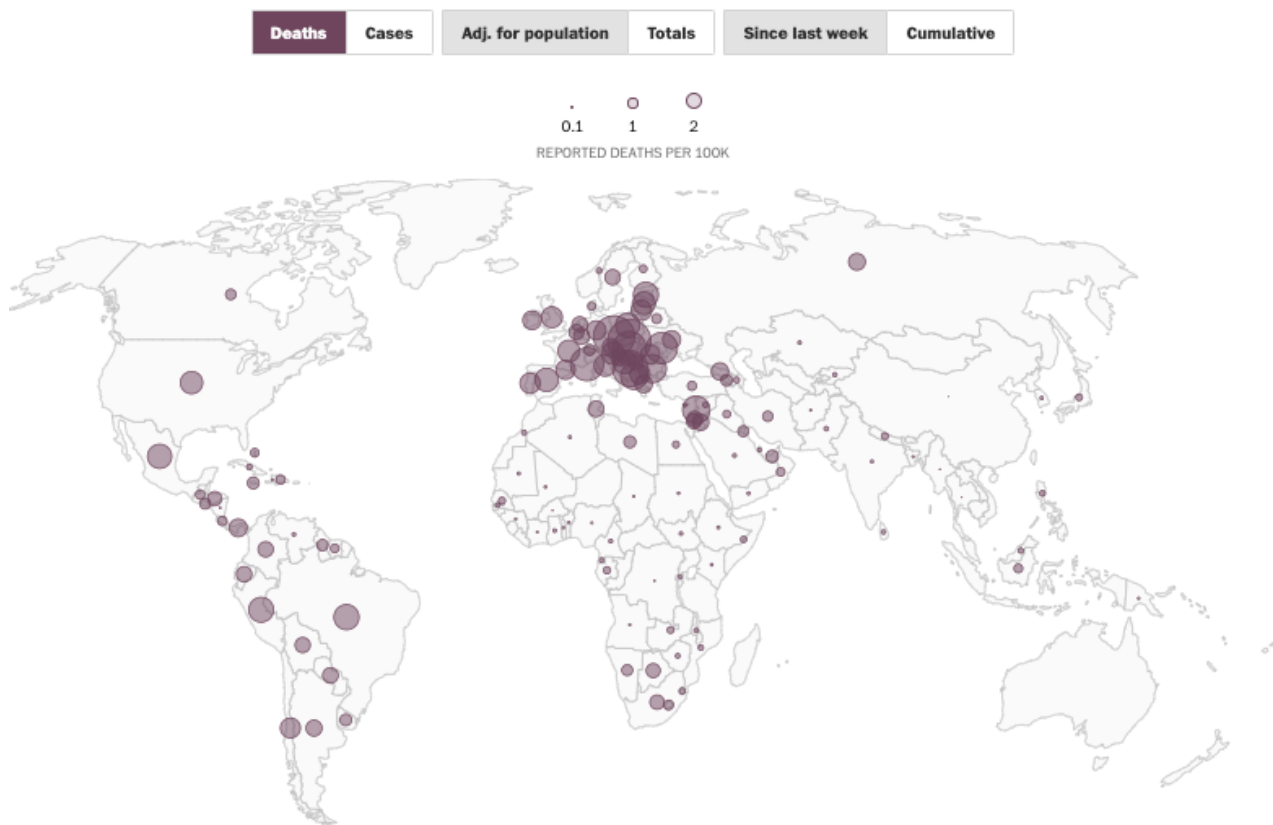 Deaths Cases Adj. for population Totals Since last week Cumulative
0.1 1 2
REPORTED DEATHS PER 100K